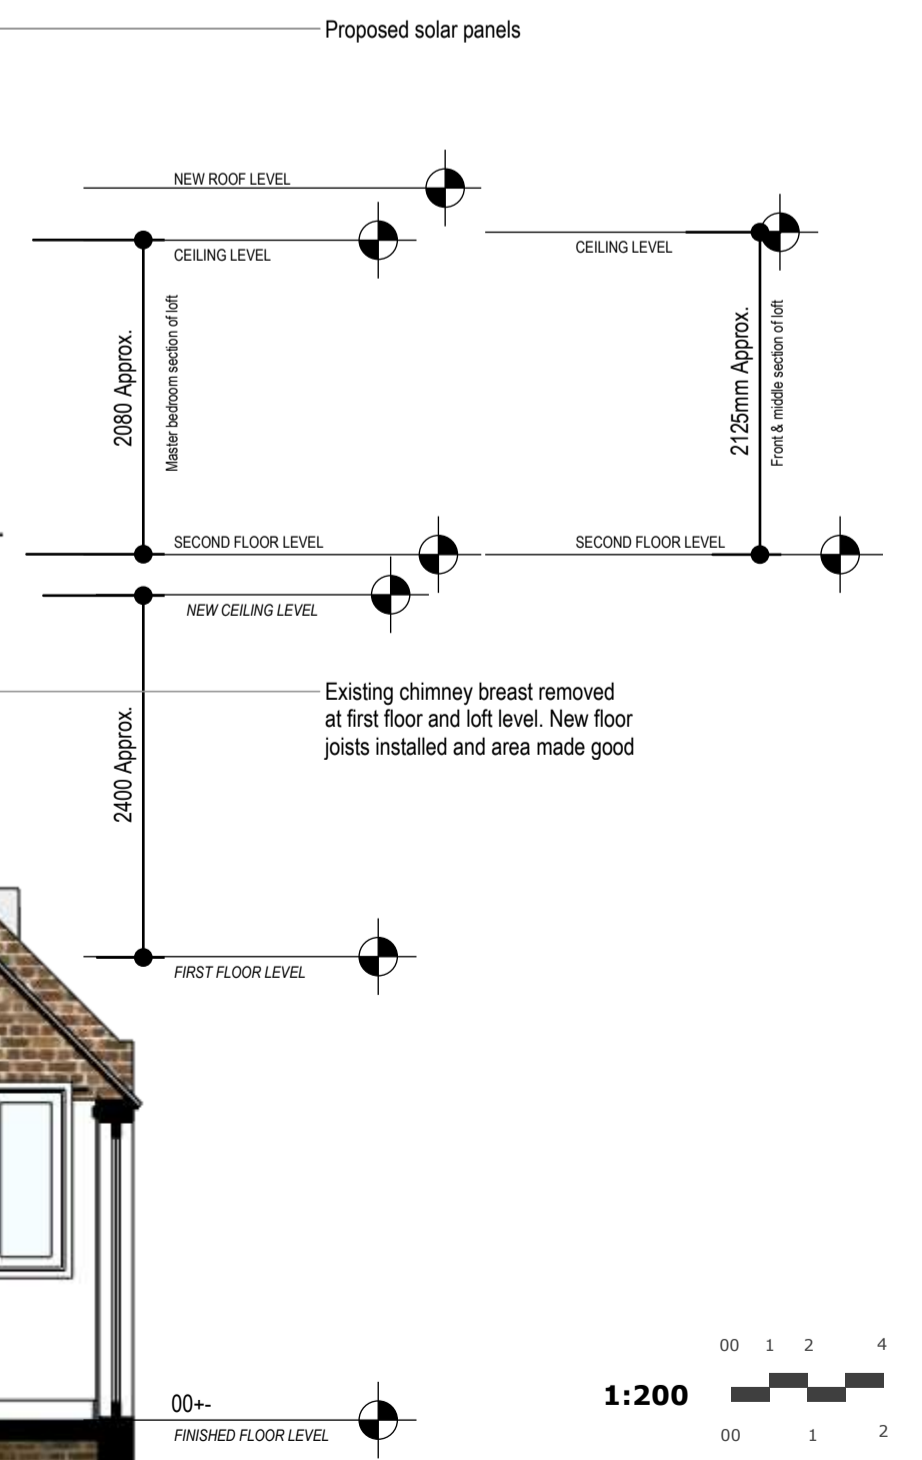 Proposed solar panels
NEW ROOF LEVEL
CEILING LEVEL
CEILING LEVEL
2080 Approx.
Master bedroom section of loft
2125mm Approx.
Front & middle section of loft
SECOND FLOOR LEVEL
SECOND FLOOR LEVEL
NEW CEILING LEVEL
Existing chimney breast removed
at first floor and loft level. New floor
joists installed and area made good
2400 Approx.
FIRST FLOOR LEVEL
00+-
FINISHED FLOOR LEVEL
00 1 2 4
1:200
00 1 2